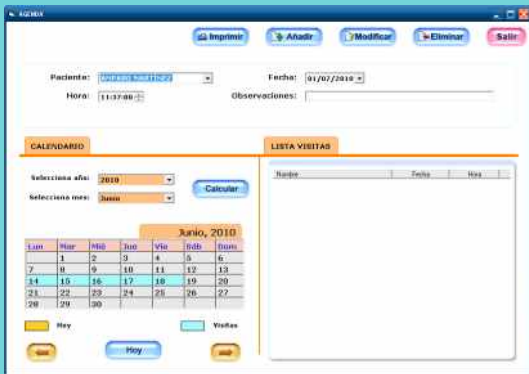 AGENDA
Imprimir Añadir Modificar Eliminar Salir
Paciente: AMPARO MARTÍNEZ Fecha: 01/07/2010
Hora: 11:37:08 Observaciones:
CALENDARIO LISTA VISITAS
Selecciona año: 2010
Selecciona mes: Junio
Calcular
Nombre Fecha Hora
Junio, 2010
Lun Mar Mié Jue Vie Sáb Dom
1 2 3 4 5 6
7 8 9 10 11 12 13
14 15 16 17 18 19 20
21 22 23 24 25 26 27
28 29 30
Hoy Visitas
Hoy